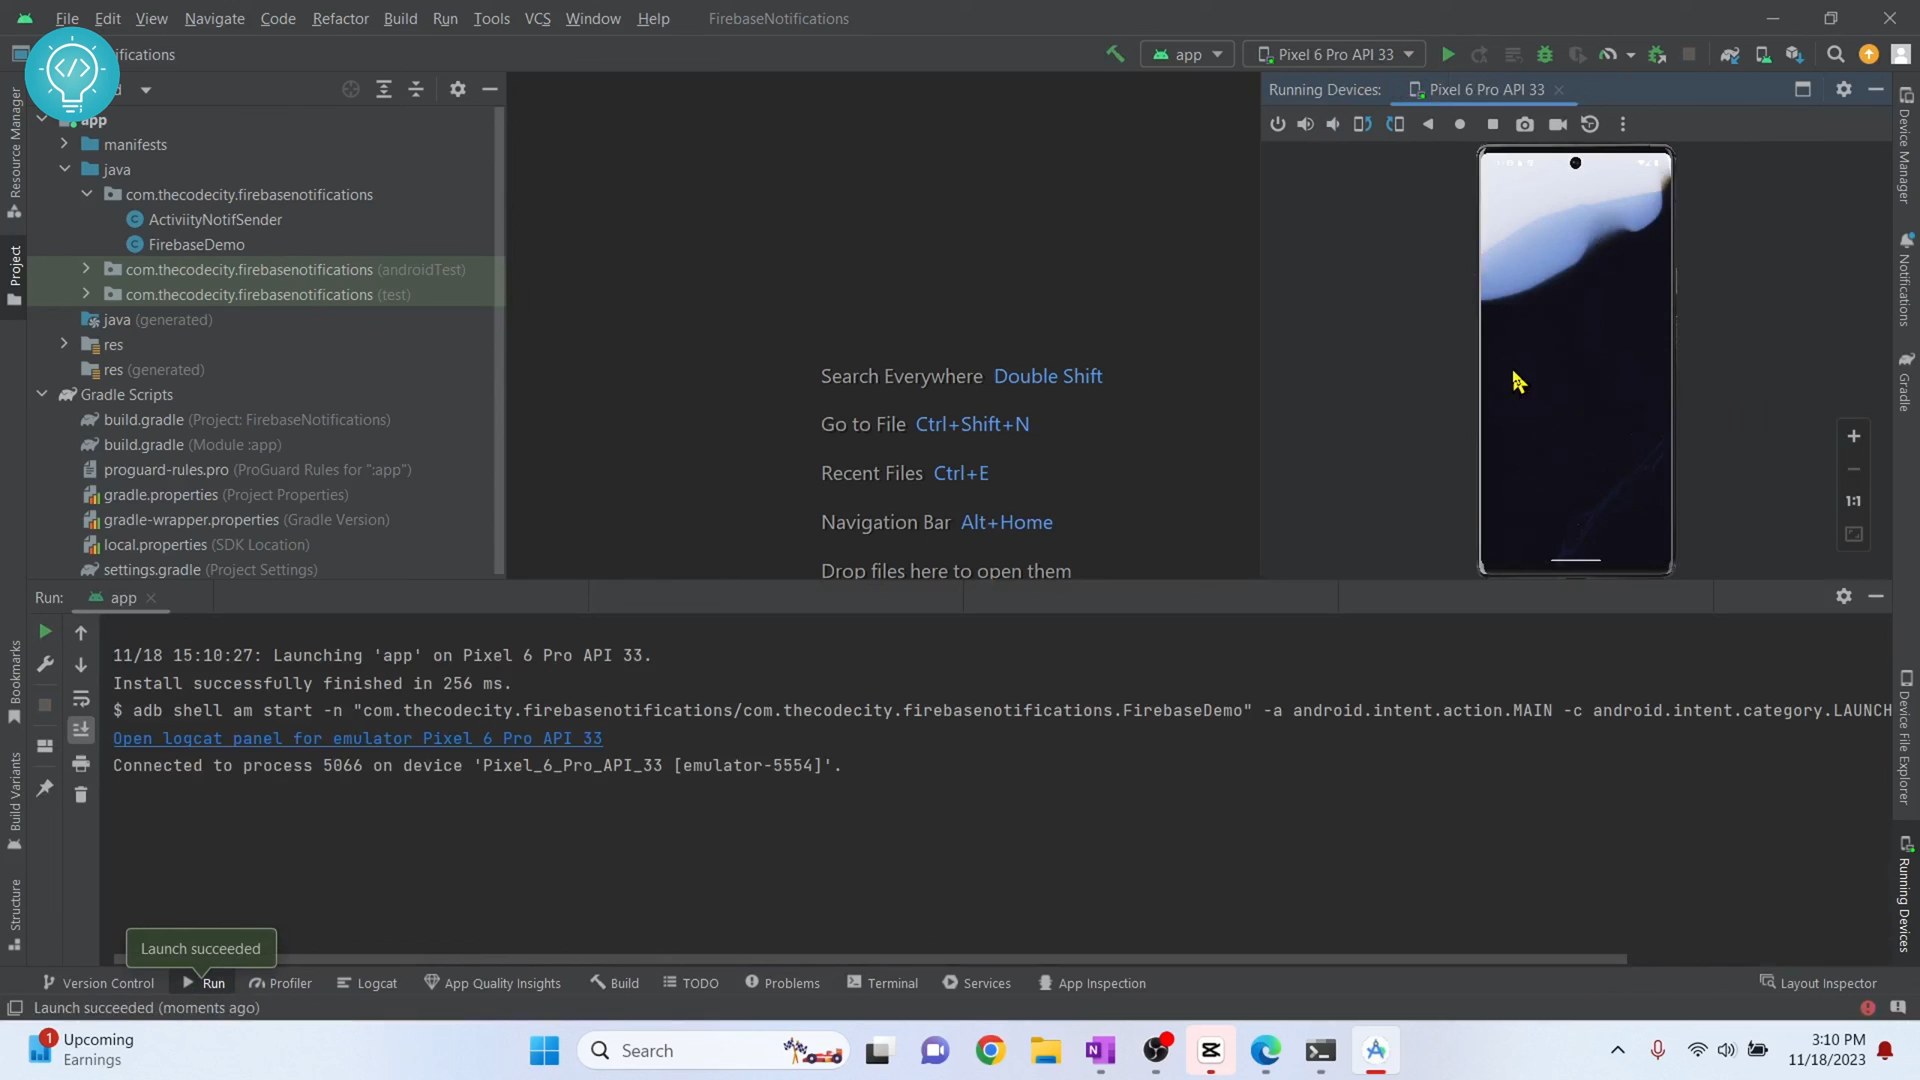 File Edit View Navigate Code Refactor Build Run Tools VCS Window Help FirebaseNotifications
ifications
app
Pixel 6 Pro API 33
d
Running Devices: Pixel 6 Pro API 33
app
manifests
java
com.thecodecity.firebasenotifications
ActiviityNotifSender
FirebaseDemo
com.thecodecity.firebasenotifications (androidTest)
com.thecodecity.firebasenotifications (test)
java (generated)
res
res (generated)
Gradle Scripts
build.gradle (Project: FirebaseNotifications)
build.gradle (Module :app)
proguard-rules.pro (ProGuard Rules for ":app")
gradle.properties (Project Properties)
gradle-wrapper.properties (Gradle Version)
local.properties (SDK Location)
settings.gradle (Project Settings)
Search Everywhere Double Shift
Go to File Ctrl+Shift+N
Recent Files Ctrl+E
Navigation Bar Alt+Home
Drop files here to open them
1:1
Resource Manager
Project
Bookmarks
Build Variants
Structure
Device Manager
Notifications
Gradle
Device File Explorer
Running Devices
Run: app
11/18 15:10:27: Launching 'app' on Pixel 6 Pro API 33.
Install successfully finished in 256 ms.
$ adb shell am start -n "com.thecodecity.firebasenotifications/com.thecodecity.firebasenotifications.FirebaseDemo" -a android.intent.action.MAIN -c android.intent.category.LAUNCH
Open logcat panel for emulator Pixel 6 Pro API 33
Connected to process 5066 on device 'Pixel_6_Pro_API_33 [emulator-5554]'.
Launch succeeded
Version Control Run Profiler Logcat App Quality Insights Build TODO Problems Terminal Services App Inspection Layout Inspector
Launch succeeded (moments ago)
1
Upcoming
Earnings
Search
3:10 PM
11/18/2023